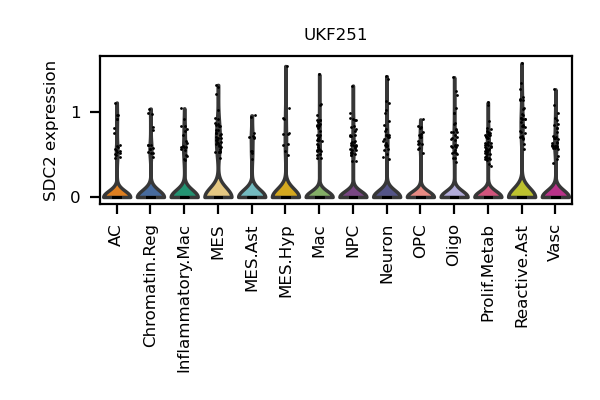 UKF251
SDC2 expression
1
0
AC
Chromatin.Reg
Inflammatory.Mac
MES
MES.Ast
MES.Hyp
Mac
NPC
Neuron
OPC
Oligo
Prolif.Metab
Reactive.Ast
Vasc